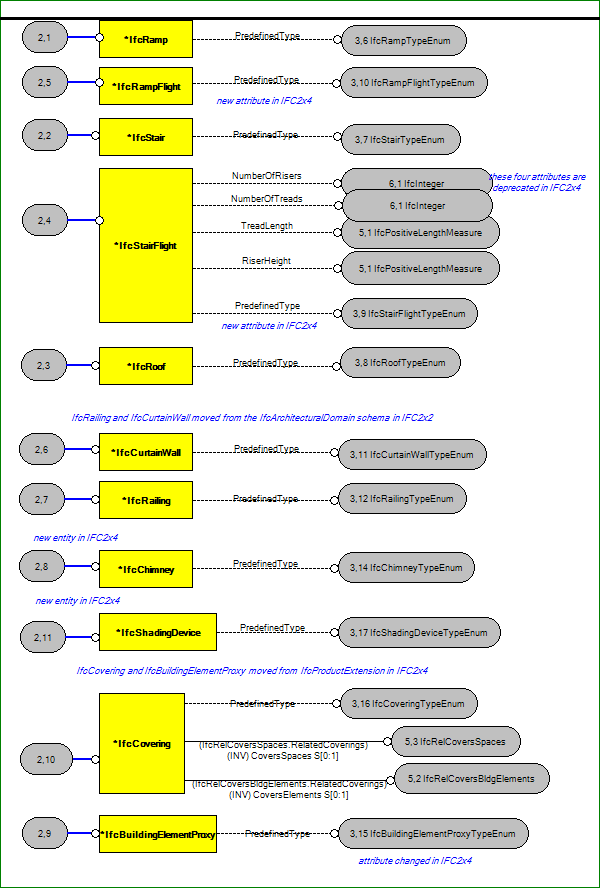 2,1
*IfcRamp
PredefinedType
3,6 IfcRampTypeEnum
2,5
*IfcRampFlight
PredefinedType
3,10 IfcRampFlightTypeEnum
new attribute in IFC2x4
2,2
*IfcStair
PredefinedType
3,7 IfcStairTypeEnum
2,4
*IfcStairFlight
NumberOfRisers
6,1 IfcInteger
these four attributes are
deprecated in IFC2x4
NumberOfTreads
6,1 IfcInteger
TreadLength
5,1 IfcPositiveLengthMeasure
RiserHeight
5,1 IfcPositiveLengthMeasure
PredefinedType
3,9 IfcStairFlightTypeEnum
new attribute in IFC2x4
2,3
*IfcRoof
PredefinedType
3,8 IfcRoofTypeEnum
IfcRailing and IfcCurtainWall moved from the IfcArchitecturalDomain schema in IFC2x2
2,6
*IfcCurtainWall
PredefinedType
3,11 IfcCurtainWallTypeEnum
2,7
*IfcRailing
PredefinedType
3,12 IfcRailingTypeEnum
new entity in IFC2x4
2,8
*IfcChimney
PredefinedType
3,14 IfcChimneyTypeEnum
new entity in IFC2x4
2,11
*IfcShadingDevice
PredefinedType
3,17 IfcShadingDeviceTypeEnum
IfcCovering and IfcBuildingElementProxy moved from IfcProductExtension in IFC2x4
2,10
*IfcCovering
PredefinedType
3,16 IfcCoveringTypeEnum
(IfcRelCoversSpaces.RelatedCoverings)
(INV) CoversSpaces S[0:1]
5,3 IfcRelCoversSpaces
(IfcRelCoversBldgElements.RelatedCoverings)
(INV) CoversElements S[0:1]
5,2 IfcRelCoversBldgElements
2,9
*IfcBuildingElementProxy
PredefinedType
3,15 IfcBuildingElementProxyTypeEnum
attribute changed in IFC2x4